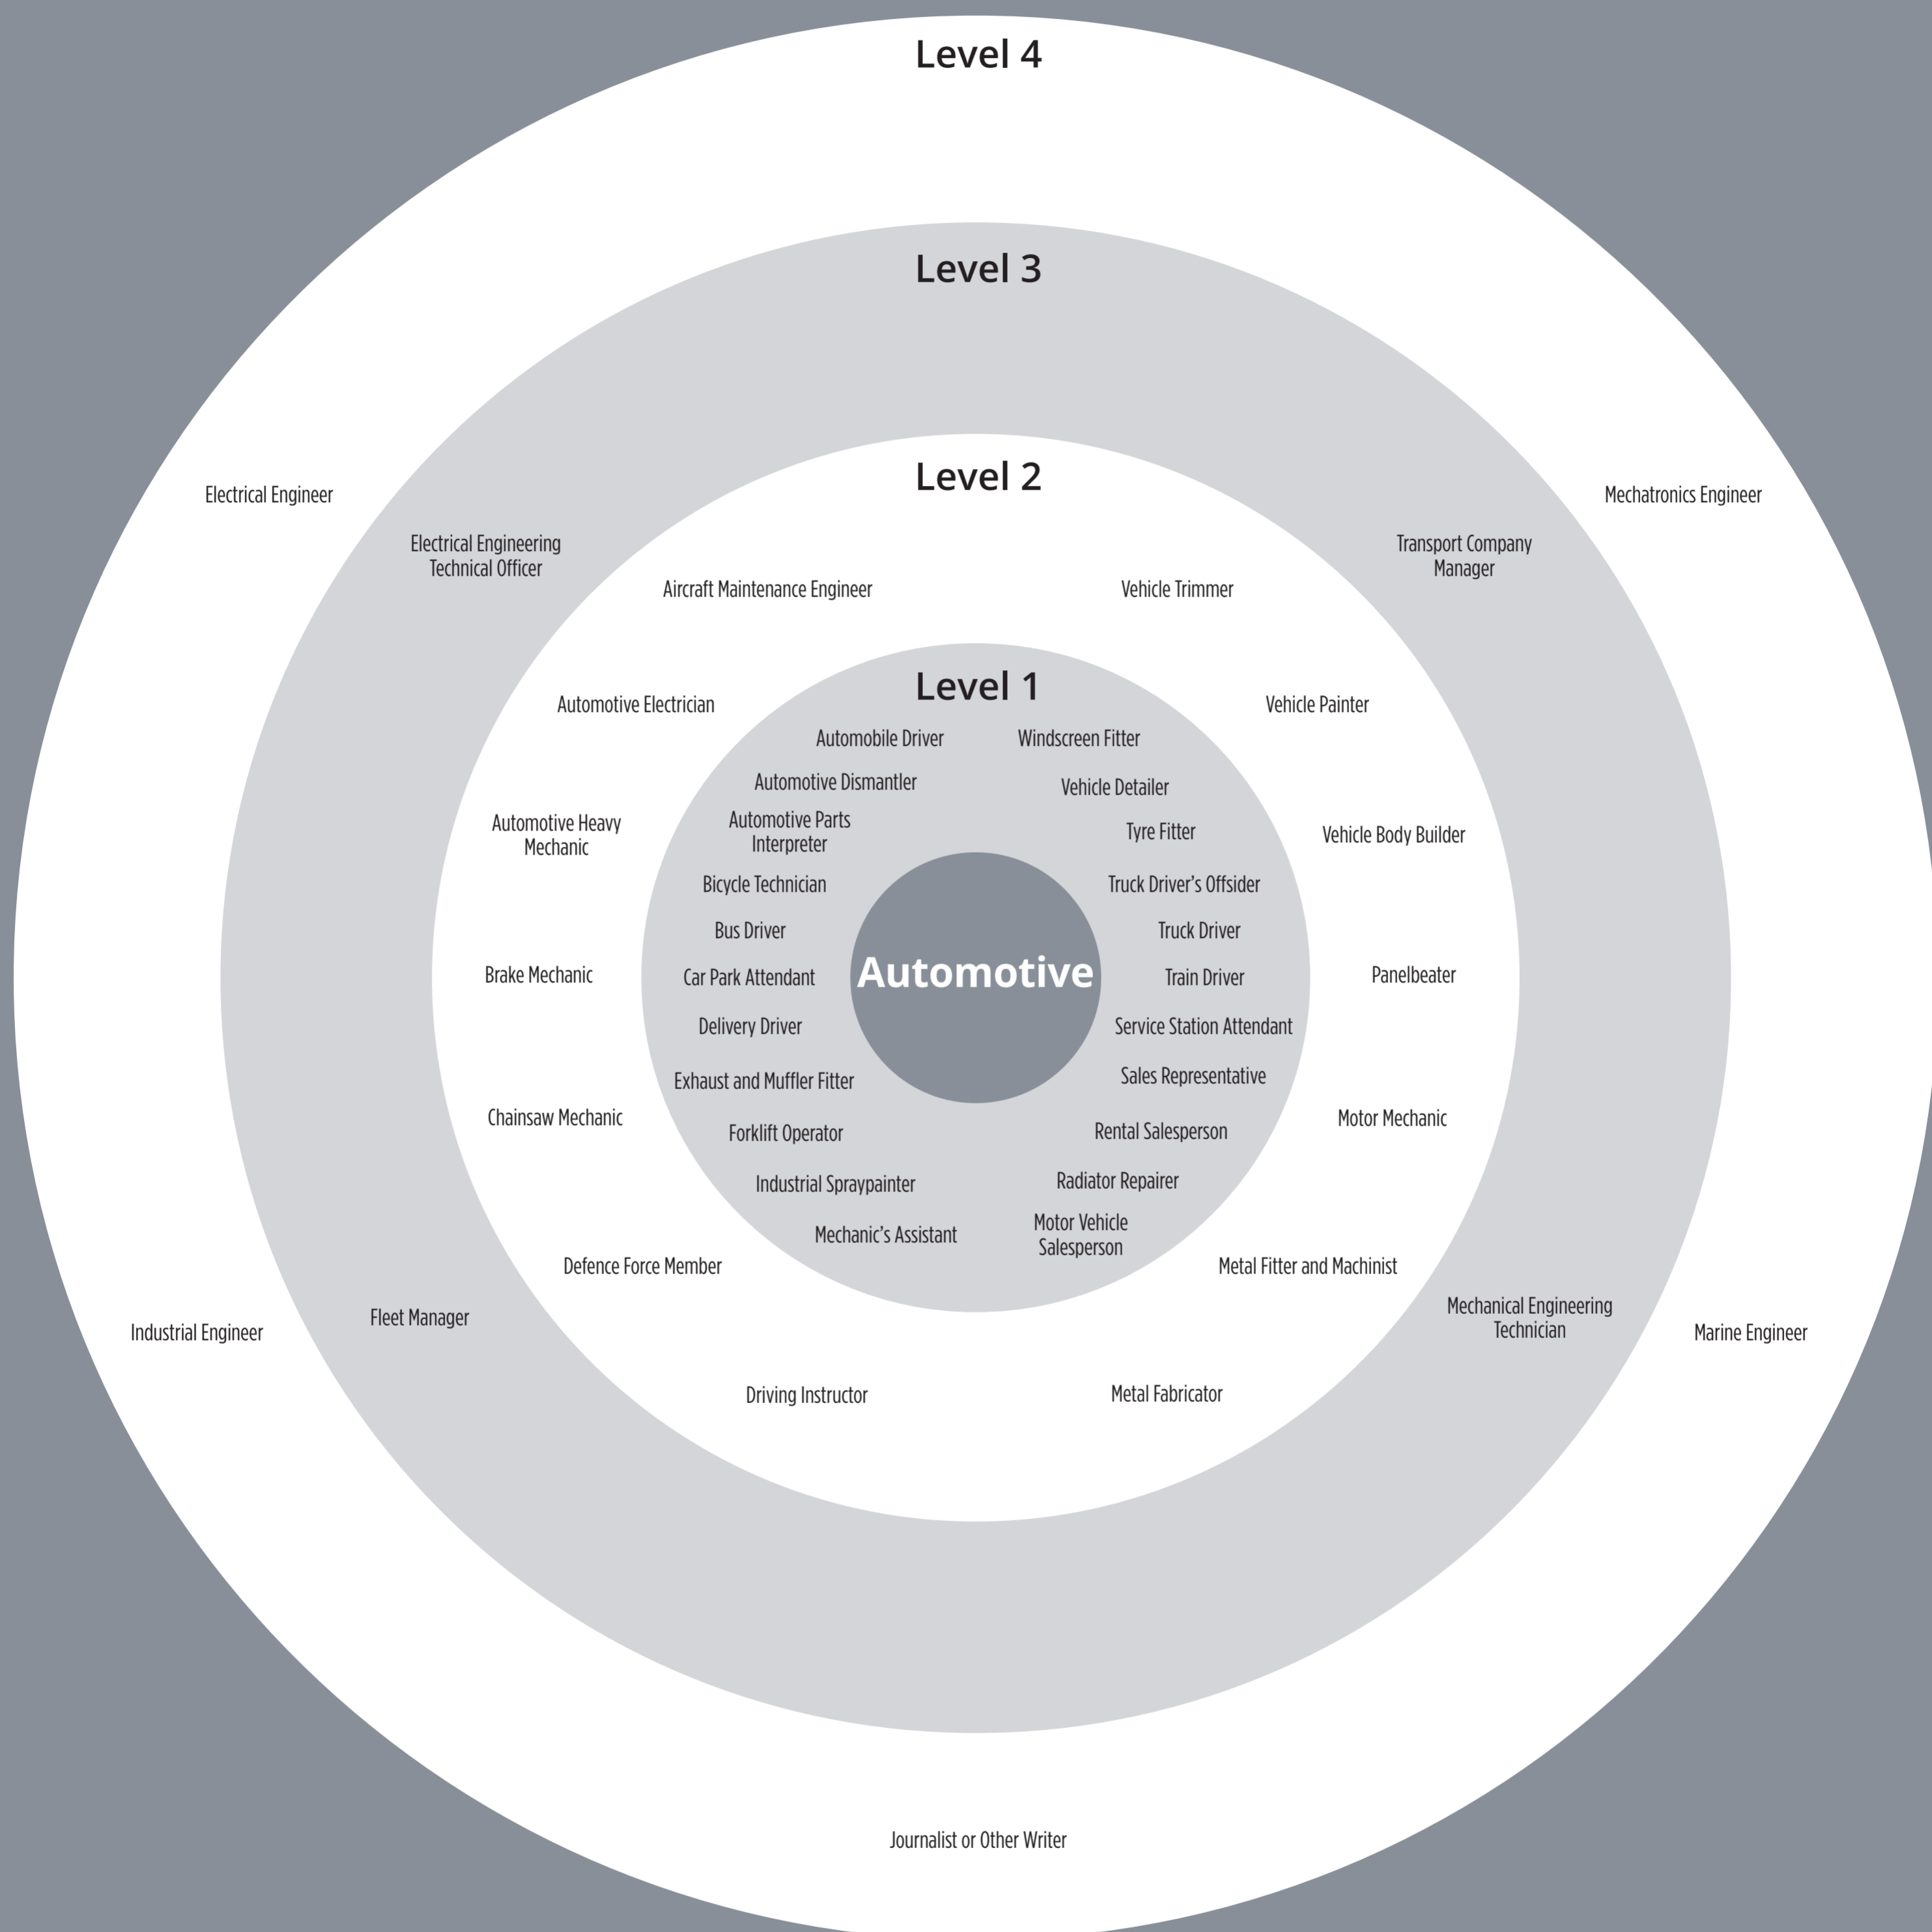 Level 4
Level 3
Level 2
Level 1
Automotive
Electrical Engineer
Mechatronics Engineer
Industrial Engineer
Marine Engineer
Journalist or Other Writer
Electrical Engineering
Technical Officer
Transport Company
Manager
Fleet Manager
Mechanical Engineering
Technician
Aircraft Maintenance Engineer
Vehicle Trimmer
Automotive Electrician
Vehicle Painter
Automotive Heavy
Mechanic
Vehicle Body Builder
Brake Mechanic
Panelbeater
Chainsaw Mechanic
Motor Mechanic
Defence Force Member
Metal Fitter and Machinist
Driving Instructor
Metal Fabricator
Automobile Driver
Windscreen Fitter
Automotive Dismantler
Vehicle Detailer
Automotive Parts
Interpreter
Tyre Fitter
Bicycle Technician
Truck Driver’s Offsider
Bus Driver
Truck Driver
Car Park Attendant
Train Driver
Delivery Driver
Service Station Attendant
Exhaust and Muffler Fitter
Sales Representative
Forklift Operator
Rental Salesperson
Industrial Spraypainter
Radiator Repairer
Mechanic’s Assistant
Motor Vehicle
Salesperson